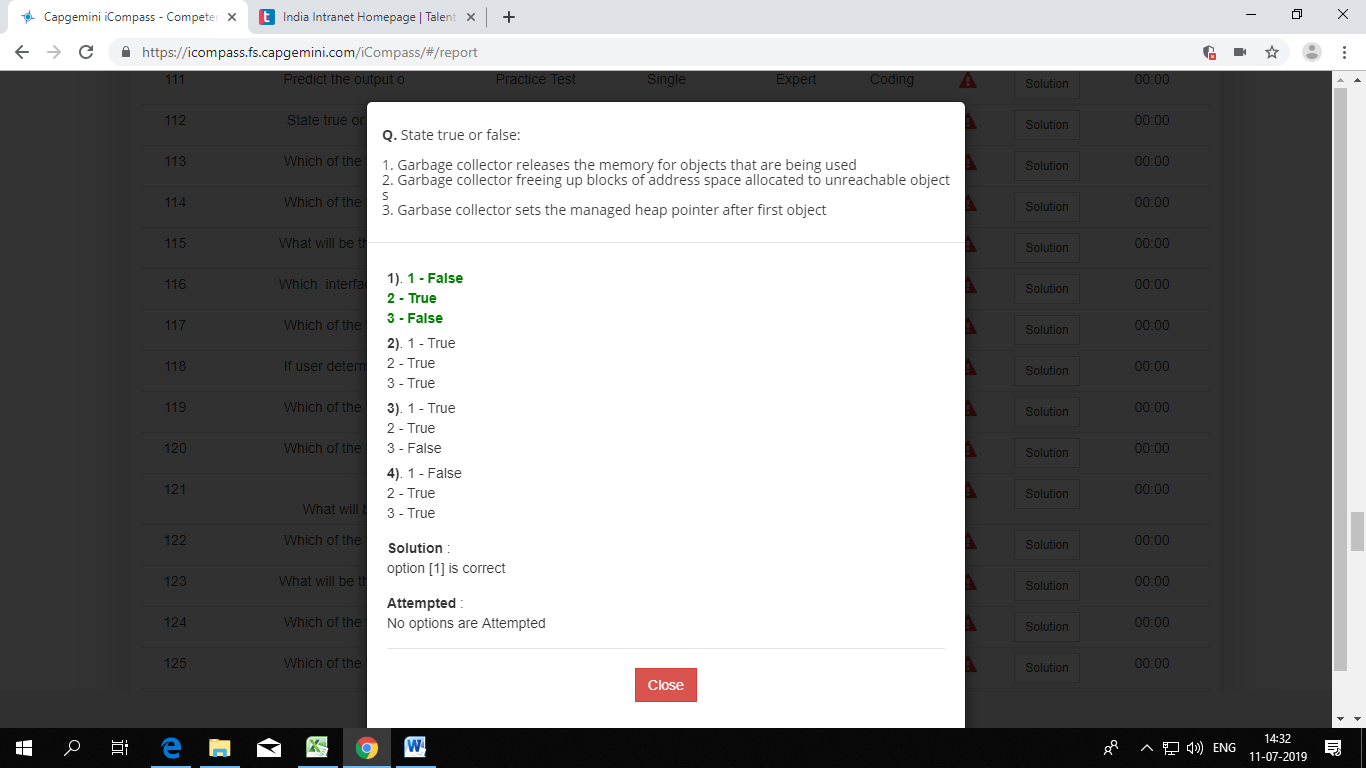 Capgemini iCompass - Competen
India Intranet Homepage | Talent
https://icompass.fs.capgemini.com/iCompass/#/report
111 Predict the output o Practice Test Single Expert Coding Solution 00:00
112 State true or Solution 00:00
113 Which of the Solution 00:00
114 Which of the Solution 00:00
115 What will be th Solution 00:00
116 Which interfa Solution 00:00
117 Which of the Solution 00:00
118 If user determ Solution 00:00
119 Which of the Solution 00:00
120 Which of the Solution 00:00
121 Solution 00:00
What will b
122 Which of the Solution 00:00
123 What will be th Solution 00:00
124 Which of the Solution 00:00
125 Which of the Solution 00:00
Q. State true or false:
1. Garbage collector releases the memory for objects that are being used
2. Garbage collector freeing up blocks of address space allocated to unreachable object
s
3. Garbase collector sets the managed heap pointer after first object
1). 1 - False
2 - True
3 - False
2). 1 - True
2 - True
3 - True
3). 1 - True
2 - True
3 - False
4). 1 - False
2 - True
3 - True
Solution :
option [1] is correct
Attempted :
No options are Attempted
Close
ENG
14:32
11-07-2019